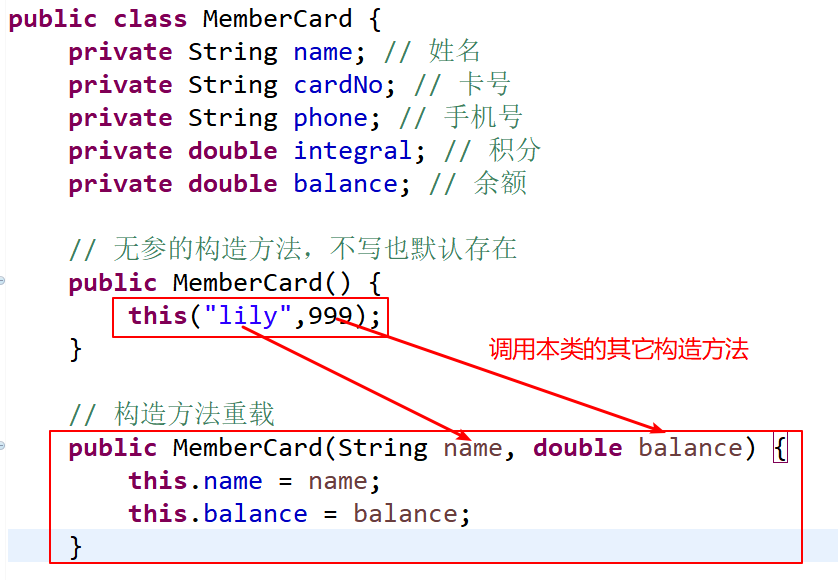 public class MemberCard {
    private String name; // 姓名
    private String cardNo; // 卡号
    private String phone; // 手机号
    private double integral; // 积分
    private double balance; // 余额
    // 无参的构造方法，不写也默认存在
    public MemberCard() {
        this("lily",999);
    }
调用本类的其它构造方法
    // 构造方法重载
    public MemberCard(String name, double balance) {
        this.name = name;
        this.balance = balance;
    }